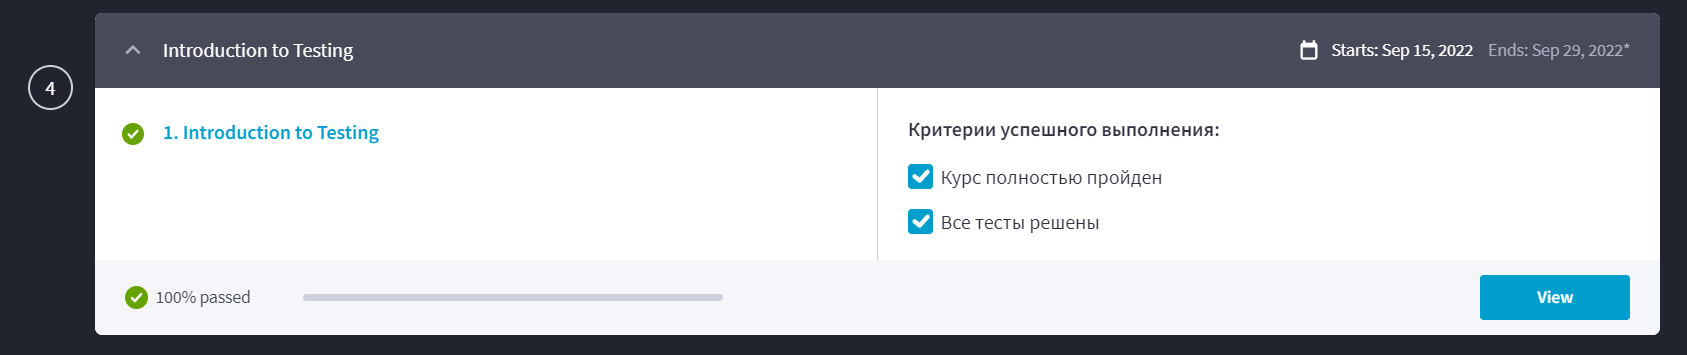 4
Introduction to Testing
Starts: Sep 15, 2022 Ends: Sep 29, 2022*
1. Introduction to Testing
Критерии успешного выполнения:
Курс полностью пройден
Все тесты решены
100% passed
View